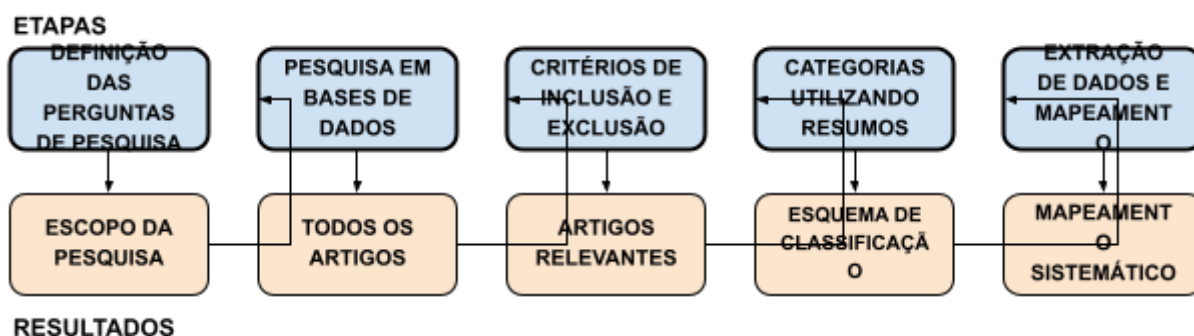 ETAPAS
DEFINIÇÃO
DAS
PERGUNTAS
DE PESQUISA
PESQUISA EM
BASES DE
DADOS
CRITÉRIOS DE
INCLUSÃO E
EXCLUSÃO
CATEGORIAS
UTILIZANDO
RESUMOS
EXTRAÇÃO
DE DADOS E
MAPEAMENT
O
ESCOPO DA
PESQUISA
TODOS OS
ARTIGOS
ARTIGOS
RELEVANTES
ESQUEMA DE
CLASSIFICAÇÃ
O
MAPEAMENT
O
SISTEMÁTICO
RESULTADOS